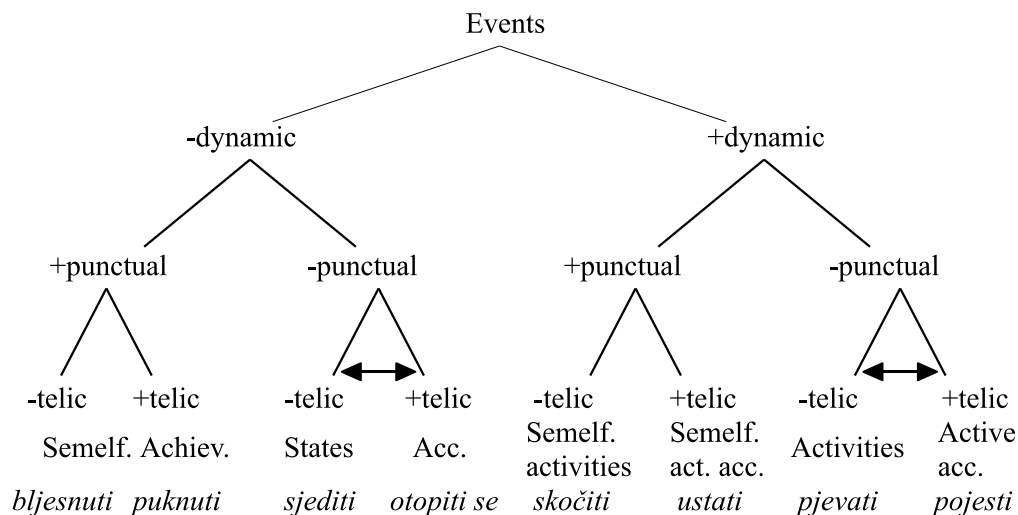 Events
-dynamic +dynamic
+punctual -punctual +punctual -punctual
-telic +telic -telic +telic -telic +telic -telic +telic
Semelf. Achiev. States Acc. Semelf. activities Semelf. act. acc. Activities Active acc.
bljesnuti puknuti sjediti otopiti se skočiti ustati pjevati pojesti